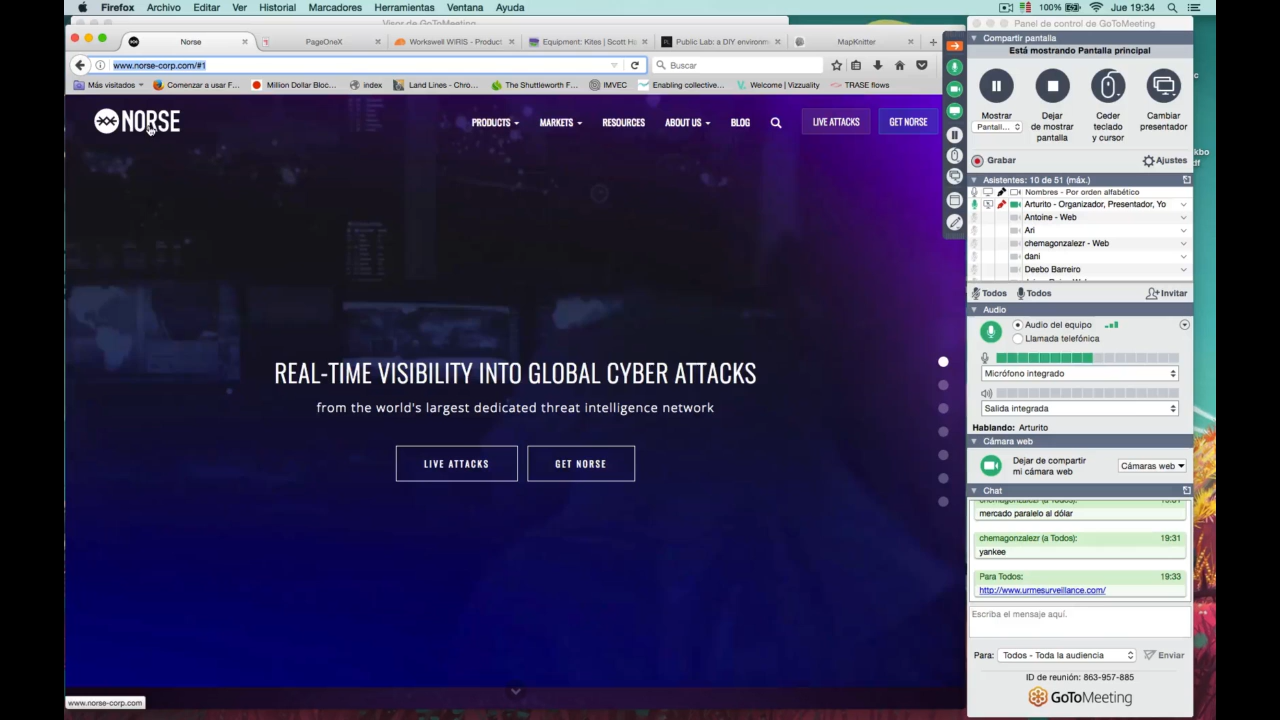 Firefox Archivo Editar Ver Historial Marcadores Herramientas Ventana Ayuda
100% Jue 19:34
Visor de GoToMeeting
Norse
PageOneX
Workswell WIRIS - Product
Equipment: Kites | Scott H
Public Lab: a DIY environm
MapKnitter
www.norse-corp.com/#1
Buscar
Más visitados
Comenzar a usar F...
Million Dollar Bloc...
index
Land Lines - Chro...
The Shuttleworth F...
IMVEC
Enabling collective...
Welcome | Vizzuality
TRASE flows
NORSE
PRODUCTS
MARKETS
RESOURCES
ABOUT US
BLOG
LIVE ATTACKS
GET NORSE
REAL-TIME VISIBILITY INTO GLOBAL CYBER ATTACKS
from the world's largest dedicated threat intelligence network
LIVE ATTACKS
GET NORSE
www.norse-corp.com
Panel de control de GoToMeeting
Compartir pantalla
Está mostrando Pantalla principal
Mostrar
Pantall...
Dejar
de mostrar
pantalla
Ceder
teclado
y cursor
Cambiar
presentador
Grabar
Ajustes
Asistentes: 10 de 51 (máx.)
Nombres - Por orden alfabético
Arturito - Organizador, Presentador, Yo
Antoine - Web
Ari
chemagonzalezr - Web
dani
Deebo Barreiro
Todos
Todos
Invitar
Audio
Audio del equipo
Llamada telefónica
Micrófono integrado
Salida integrada
Hablando: Arturito
Cámara web
Dejar de compartir
mi cámara web
Cámaras web
Chat
chemagonzalezr (a Todos): 19:31
mercado paralelo al dólar
chemagonzalezr (a Todos): 19:31
yankee
Para Todos: 19:33
http://www.urmesurveillance.com/
Escriba el mensaje aquí.
Para: Todos - Toda la audiencia
Enviar
ID de reunión: 863-957-885
GoToMeeting